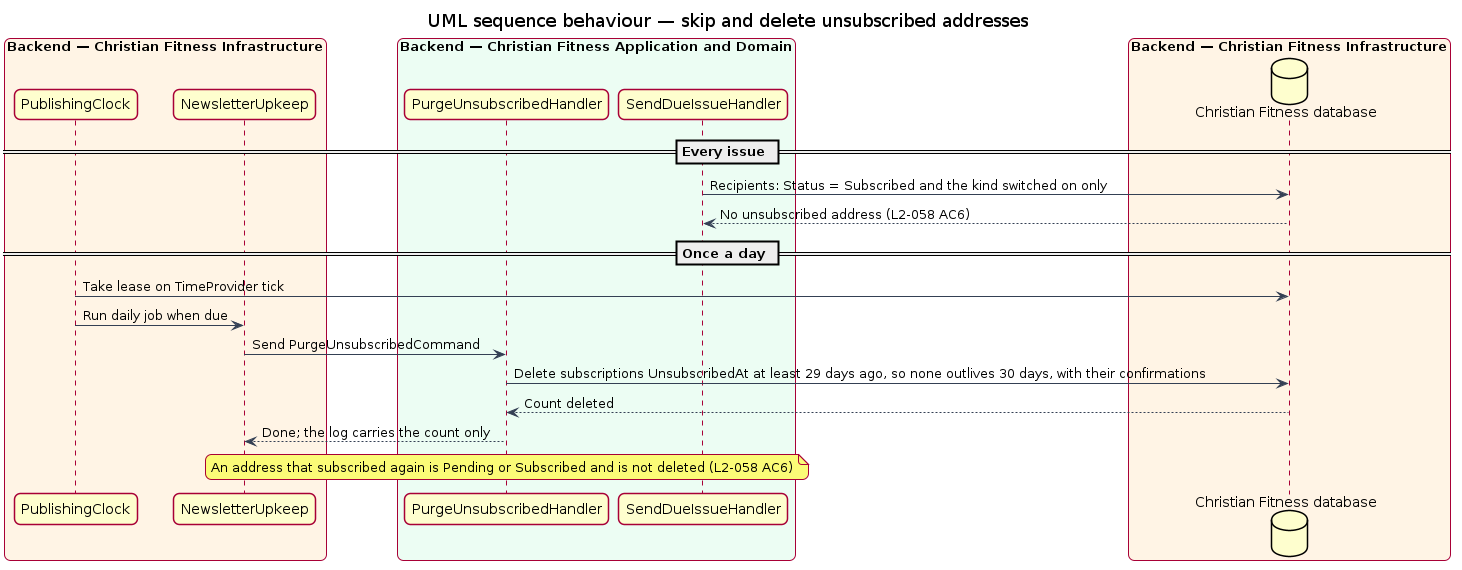 UML sequence behaviour — skip and delete unsubscribed addresses
Backend — Christian Fitness Infrastructure
Backend — Christian Fitness Application and Domain
Backend — Christian Fitness Infrastructure
PublishingClock
NewsletterUpkeep
PurgeUnsubscribedHandler
SendDueIssueHandler
Christian Fitness database
Every issue
Recipients: Status = Subscribed and the kind switched on only
No unsubscribed address (L2-058 AC6)
Once a day
Take lease on TimeProvider tick
Run daily job when due
Send PurgeUnsubscribedCommand
Delete subscriptions UnsubscribedAt at least 29 days ago, so none outlives 30 days, with their confirmations
Count deleted
Done; the log carries the count only
An address that subscribed again is Pending or Subscribed and is not deleted (L2-058 AC6)
PublishingClock
NewsletterUpkeep
PurgeUnsubscribedHandler
SendDueIssueHandler
Christian Fitness database